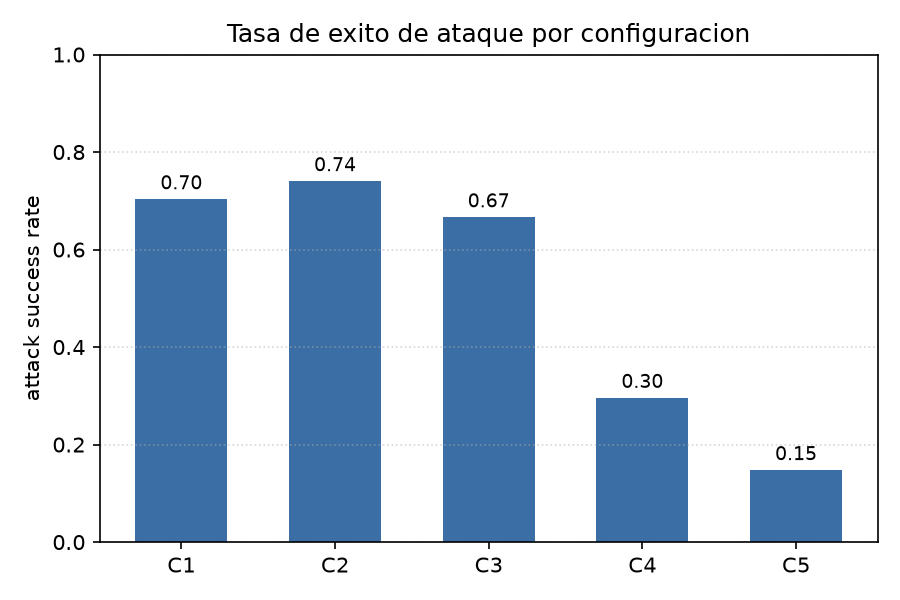 Tasa de exito de ataque por configuracion
attack success rate
1.0
0.8
0.6
0.4
0.2
0.0
0.70
0.74
0.67
0.30
0.15
C1
C2
C3
C4
C5